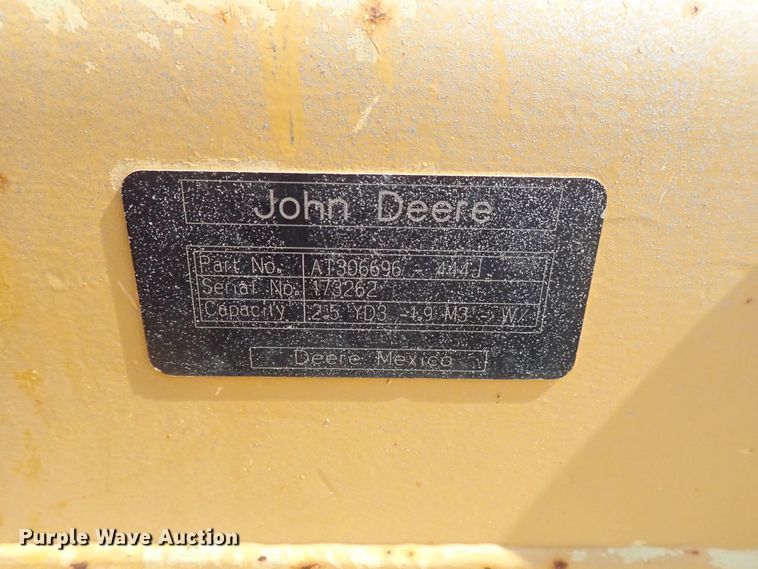 John Deere
Part No. AT306696 - 444J
Serial No. 173262
Capacity 2.5 YD3 -1.9 M3 - W/
Deere Mexico
Purple Wave Auction®